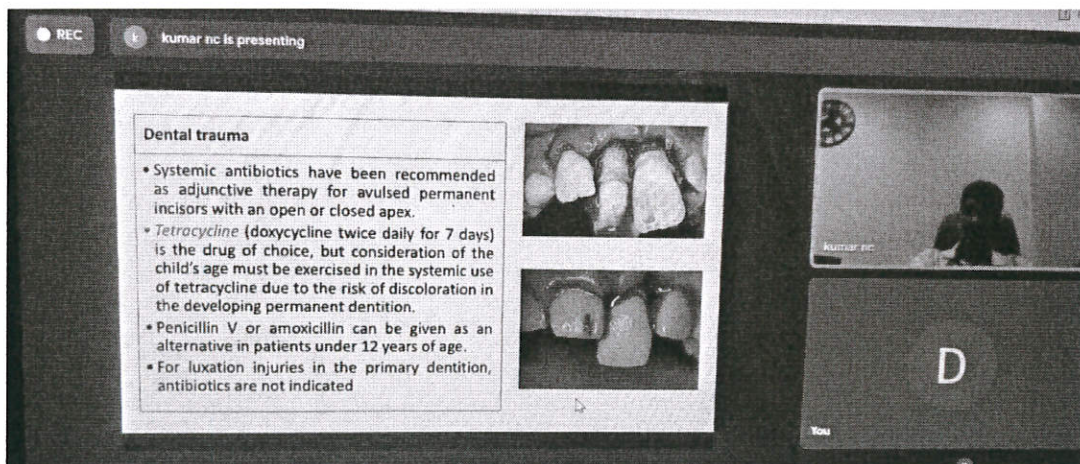 REC
k
kumar nc is presenting
Dental trauma
• Systemic antibiotics have been recommended
as adjunctive therapy for avulsed permanent
incisors with an open or closed apex.
• Tetrocycline (doxycycline twice daily for 7 days)
is the drug of choice, but consideration of the
child's age must be exercised in the systemic use
of tetracycline due to the risk of discoloration in
the developing permanent dentition.
• Penicillin V or amoxicillin can be given as an
alternative in patients under 12 years of age.
• For luxation injuries in the primary dentition,
antibiotics are not indicated
kumar nc
D
You